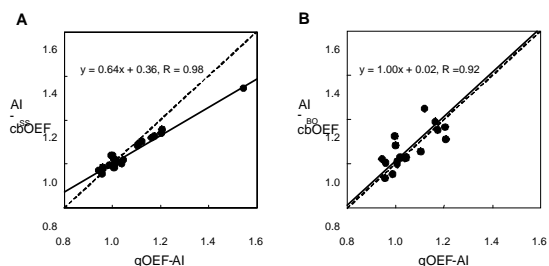 A
B
1.6
1.4
1.2
1.0
0.8
y = 0.64x + 0.36, R = 0.98
AI
-
SS
cbOEF
0.8 1.0 1.2 1.4 1.6
qOEF-AI
1.6
1.4
1.2
1.0
0.8
y = 1.00x + 0.02, R =0.92
AI
-
BO
cbOEF
0.8 1.0 1.2 1.4 1.6
qOEF-AI